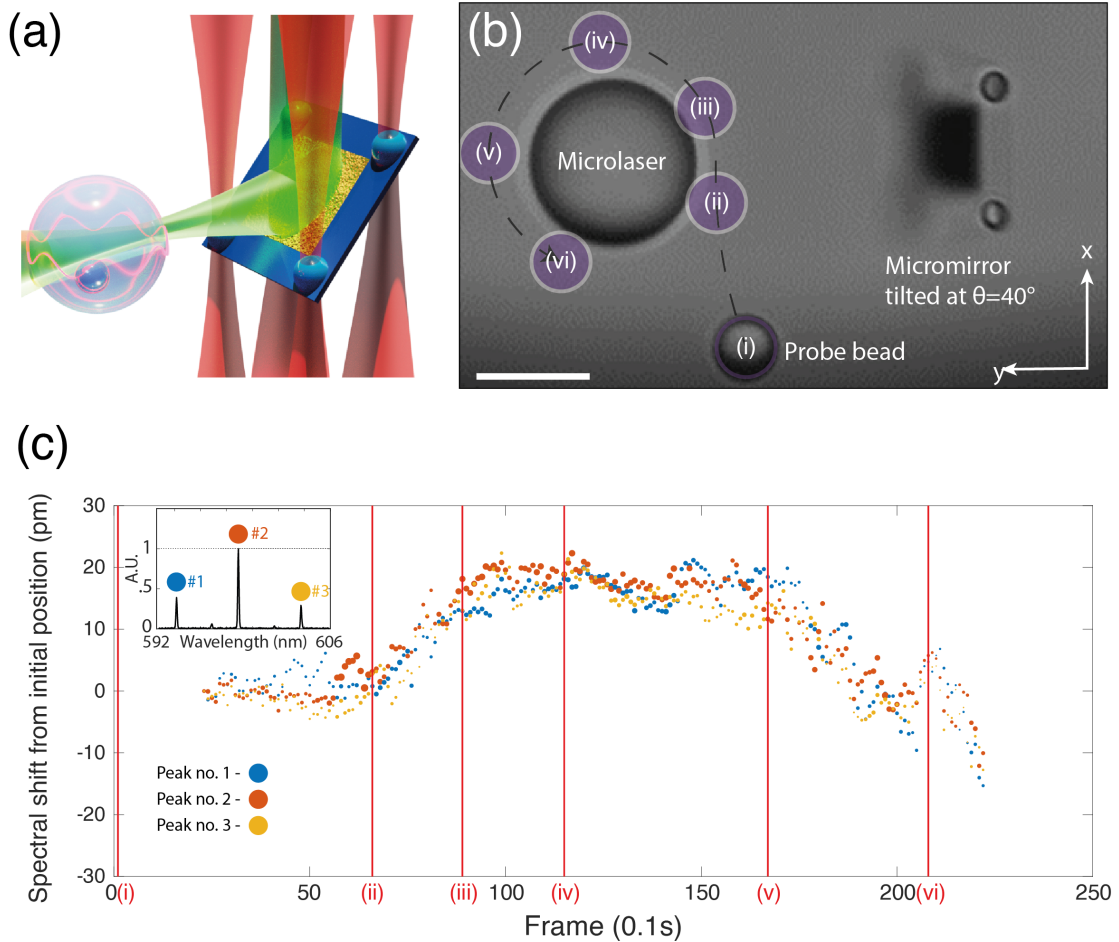 (a)
(b)
(iv)
(iii)
(v)
Microlaser
(ii)
(vi)
(i)
Probe bead
Micromirror
tilted at θ=40°
x
y
(c)
Spectral shift from initial position (pm)
30
20
10
0
-10
-20
-30
A.U.
1
.5
0
#1
#2
#3
592 Wavelength (nm) 606
Peak no. 1 -
Peak no. 2 -
Peak no. 3 -
0 50 100 150 200 250
(i) (ii) (iii) (iv) (v) (vi)
Frame (0.1s)